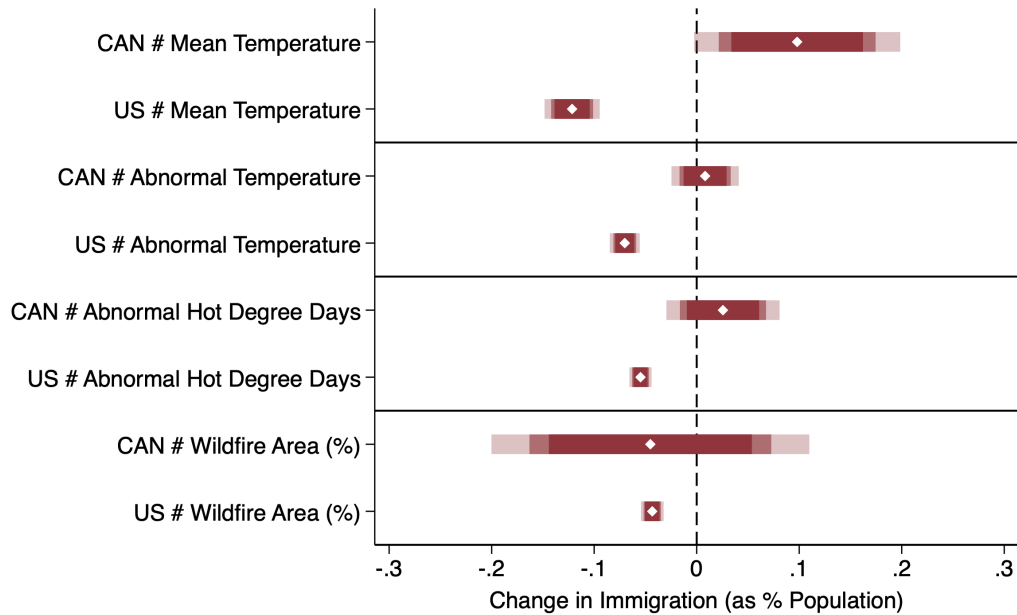 CAN # Mean Temperature
US # Mean Temperature
CAN # Abnormal Temperature
US # Abnormal Temperature
CAN # Abnormal Hot Degree Days
US # Abnormal Hot Degree Days
CAN # Wildfire Area (%)
US # Wildfire Area (%)
-.3 -.2 -.1 0 .1 .2 .3
Change in Immigration (as % Population)